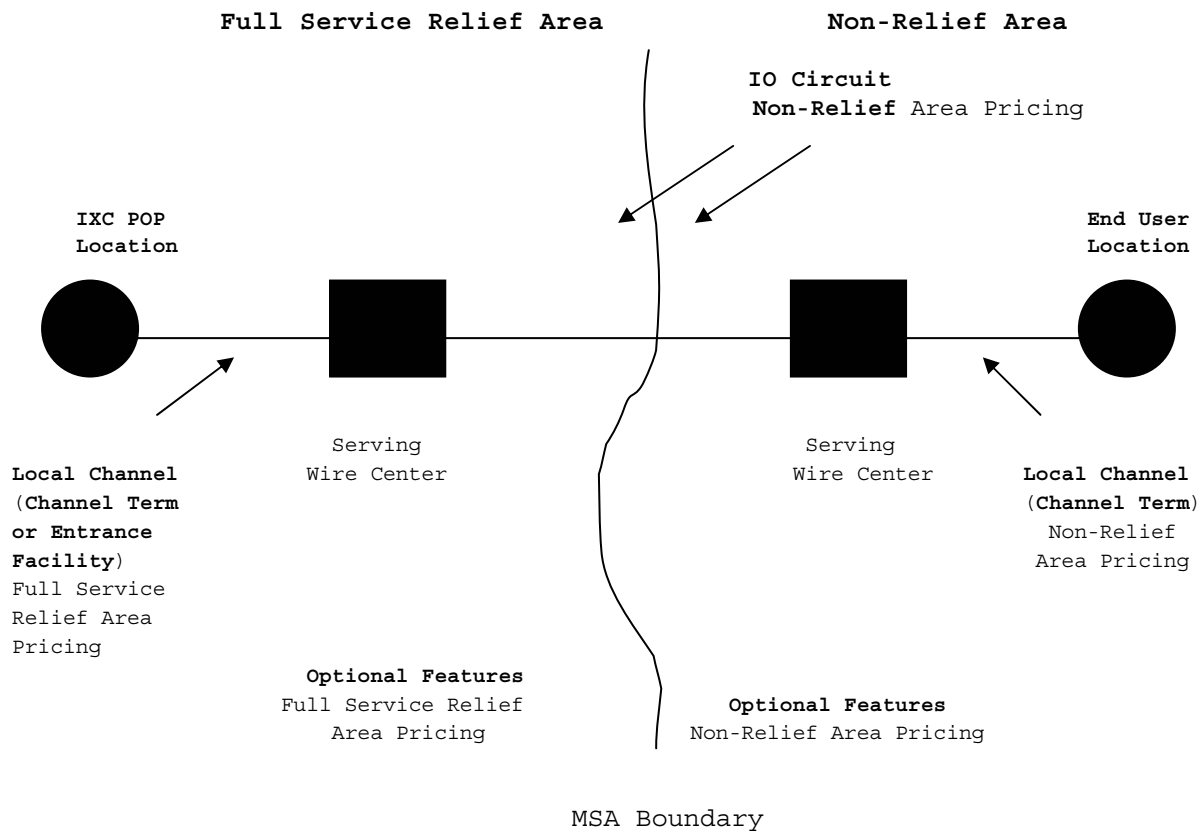 Full Service Relief Area
Non-Relief Area
IO Circuit
Non-Relief Area Pricing
IXC POP
Location
End User
Location
Serving
Wire Center
Serving
Wire Center
Local Channel
(Channel Term
or Entrance
Facility)
Full Service
Relief Area
Pricing
Local Channel
(Channel Term)
Non-Relief
Area Pricing
Optional Features
Full Service Relief
Area Pricing
Optional Features
Non-Relief Area Pricing
MSA Boundary